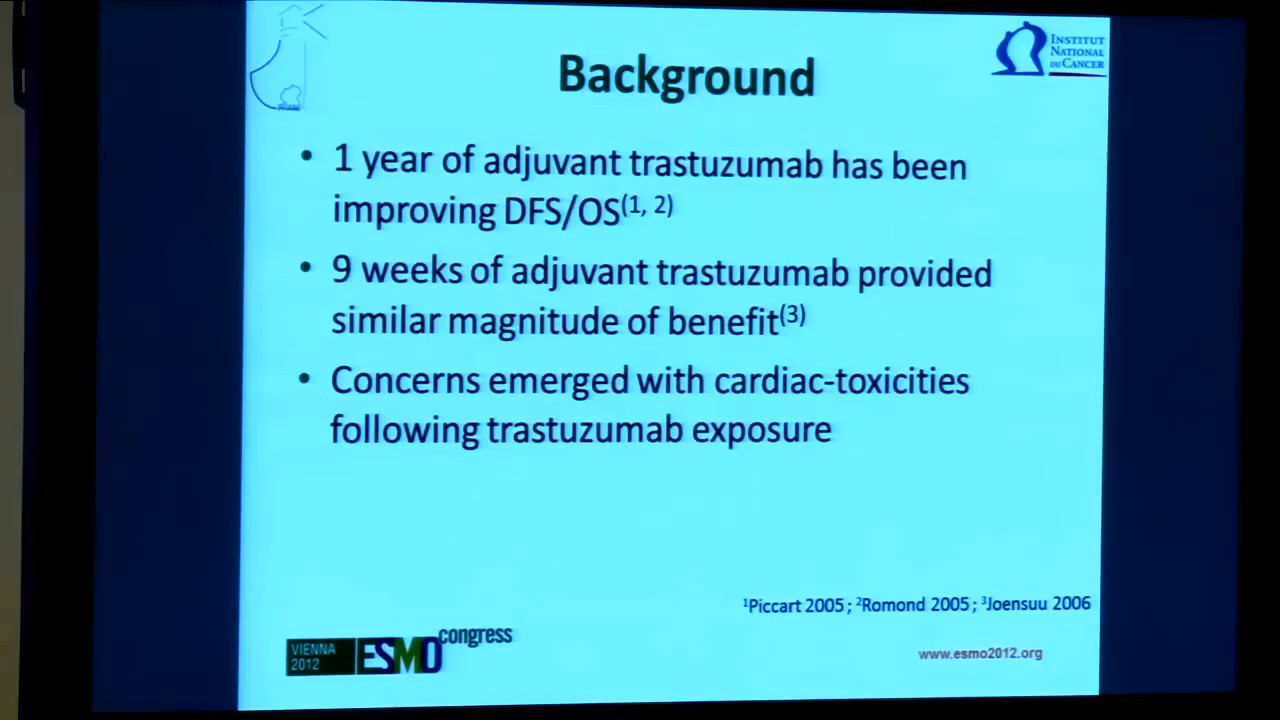 INSTITUT
NATIONAL
DU CANCER
Background
• 1 year of adjuvant trastuzumab has been
improving DFS/OS(1, 2)
• 9 weeks of adjuvant trastuzumab provided
similar magnitude of benefit(3)
• Concerns emerged with cardiac-toxicities
following trastuzumab exposure
1Piccart 2005; 2Romond 2005; 3Joensuu 2006
VIENNA
2012
ESMO congress
www.esmo2012.org